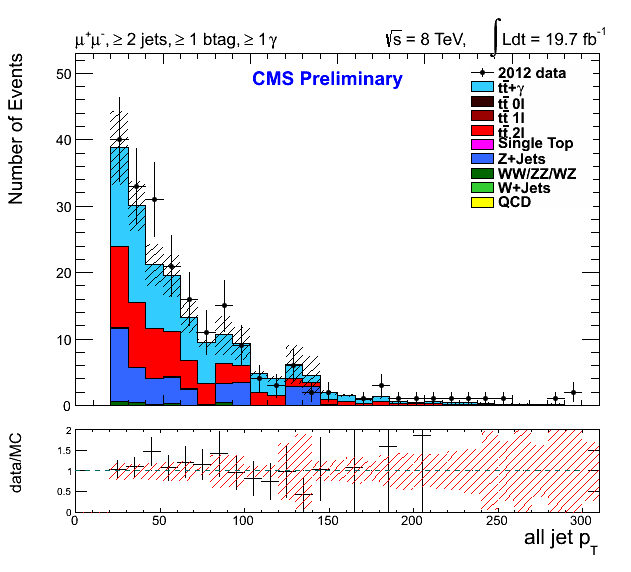 μ⁺μ⁻, ≥ 2 jets, ≥ 1 btag, ≥ 1 γ
√s = 8 TeV, ∫ Ldt = 19.7 fb⁻¹
CMS Preliminary
2012 data
tt̄+γ
tt̄ 0l
tt̄ 1l
tt̄ 2l
Single Top
Z+Jets
WW/ZZ/WZ
W+Jets
QCD
Number of Events
50
40
30
20
10
0
data/MC
2
1.5
1
0.5
0
0 50 100 150 200 250 300
all jet p_T